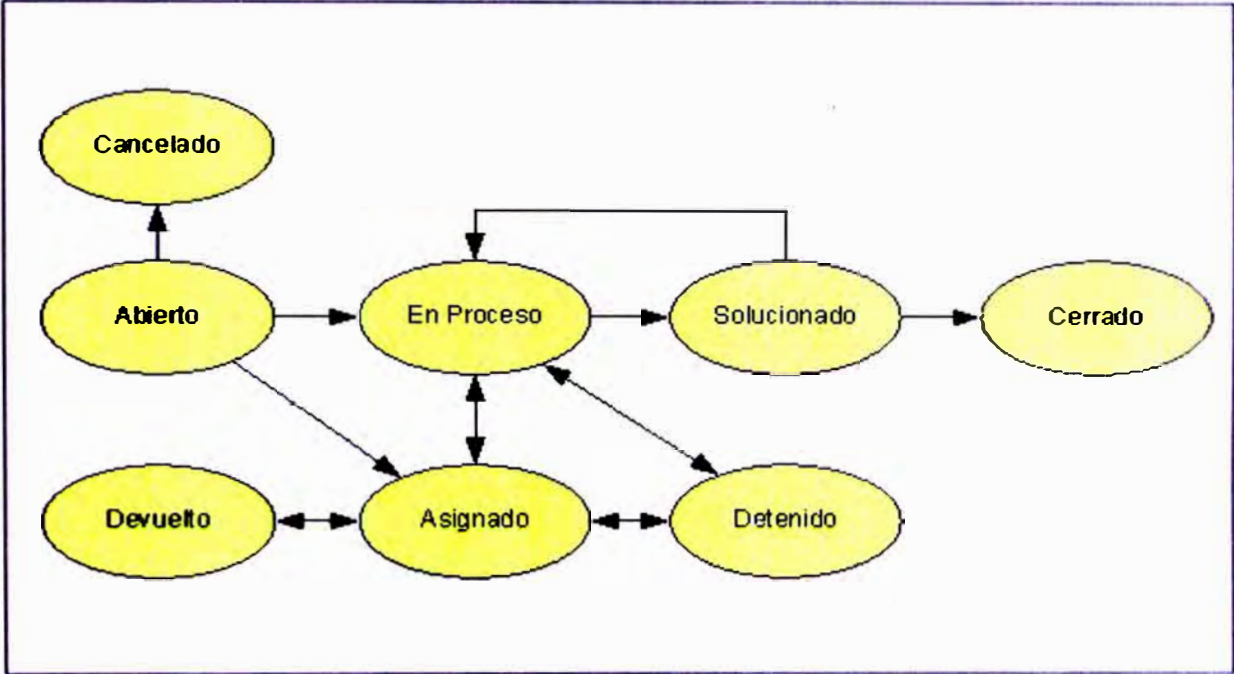 Cancelado
Abierto
En Proceso
Solucionado
Cerrado
Devuelto
Asignado
Detenido